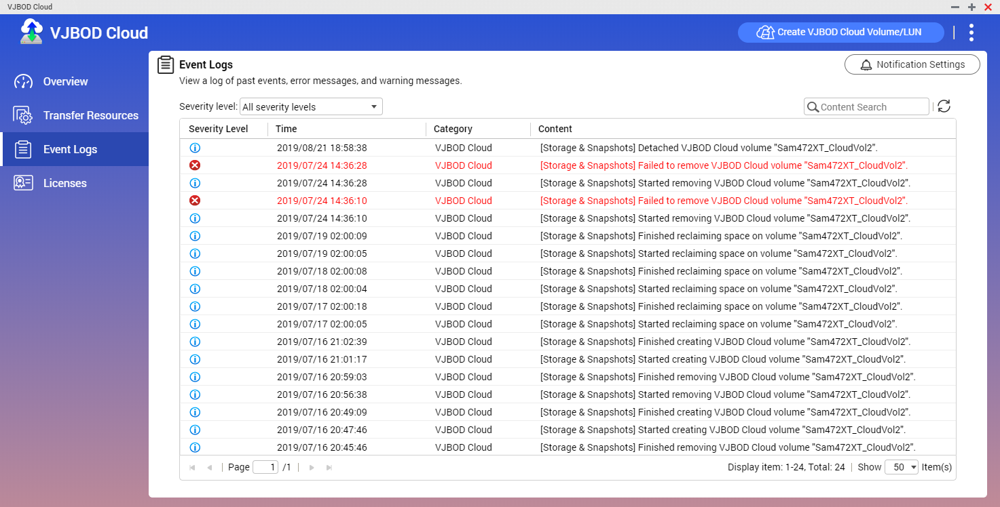 VJBOD Cloud
VJBOD Cloud
Create VJBOD Cloud Volume/LUN
Overview
Transfer Resources
Event Logs
Licenses
Event Logs
Notification Settings
View a log of past events, error messages, and warning messages.
Severity level: All severity levels
Content Search
Severity Level Time Category Content
2019/08/21 18:58:38 VJBOD Cloud [Storage & Snapshots] Detached VJBOD Cloud volume "Sam472XT_CloudVol2".
2019/07/24 14:36:28 VJBOD Cloud [Storage & Snapshots] Failed to remove VJBOD Cloud volume "Sam472XT_CloudVol2".
2019/07/24 14:36:28 VJBOD Cloud [Storage & Snapshots] Started removing VJBOD Cloud volume "Sam472XT_CloudVol2".
2019/07/24 14:36:10 VJBOD Cloud [Storage & Snapshots] Failed to remove VJBOD Cloud volume "Sam472XT_CloudVol2".
2019/07/24 14:36:10 VJBOD Cloud [Storage & Snapshots] Started removing VJBOD Cloud volume "Sam472XT_CloudVol2".
2019/07/19 02:00:09 VJBOD Cloud [Storage & Snapshots] Finished reclaiming space on volume "Sam472XT_CloudVol2".
2019/07/19 02:00:05 VJBOD Cloud [Storage & Snapshots] Started reclaiming space on volume "Sam472XT_CloudVol2".
2019/07/18 02:00:08 VJBOD Cloud [Storage & Snapshots] Finished reclaiming space on volume "Sam472XT_CloudVol2".
2019/07/18 02:00:04 VJBOD Cloud [Storage & Snapshots] Started reclaiming space on volume "Sam472XT_CloudVol2".
2019/07/17 02:00:18 VJBOD Cloud [Storage & Snapshots] Finished reclaiming space on volume "Sam472XT_CloudVol2".
2019/07/17 02:00:05 VJBOD Cloud [Storage & Snapshots] Started reclaiming space on volume "Sam472XT_CloudVol2".
2019/07/16 21:02:39 VJBOD Cloud [Storage & Snapshots] Finished creating VJBOD Cloud volume "Sam472XT_CloudVol2".
2019/07/16 21:01:17 VJBOD Cloud [Storage & Snapshots] Started creating VJBOD Cloud volume "Sam472XT_CloudVol2".
2019/07/16 20:59:03 VJBOD Cloud [Storage & Snapshots] Finished removing VJBOD Cloud volume "Sam472XT_CloudVol2".
2019/07/16 20:56:38 VJBOD Cloud [Storage & Snapshots] Started removing VJBOD Cloud volume "Sam472XT_CloudVol2".
2019/07/16 20:49:09 VJBOD Cloud [Storage & Snapshots] Finished creating VJBOD Cloud volume "Sam472XT_CloudVol2".
2019/07/16 20:47:46 VJBOD Cloud [Storage & Snapshots] Started creating VJBOD Cloud volume "Sam472XT_CloudVol2".
2019/07/16 20:45:46 VJBOD Cloud [Storage & Snapshots] Finished removing VJBOD Cloud volume "Sam472XT_CloudVol2".
Page 1 /1 Display item: 1-24, Total: 24 Show 50 Item(s)